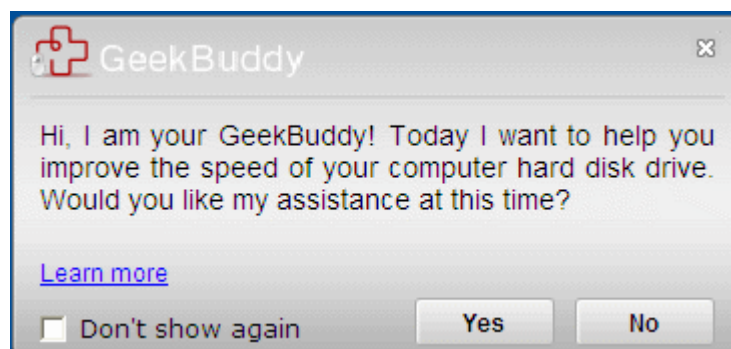 GeekBuddy
Hi, I am your GeekBuddy! Today I want to help you
improve the speed of your computer hard disk drive.
Would you like my assistance at this time?
Learn more
Don't show again
Yes
No